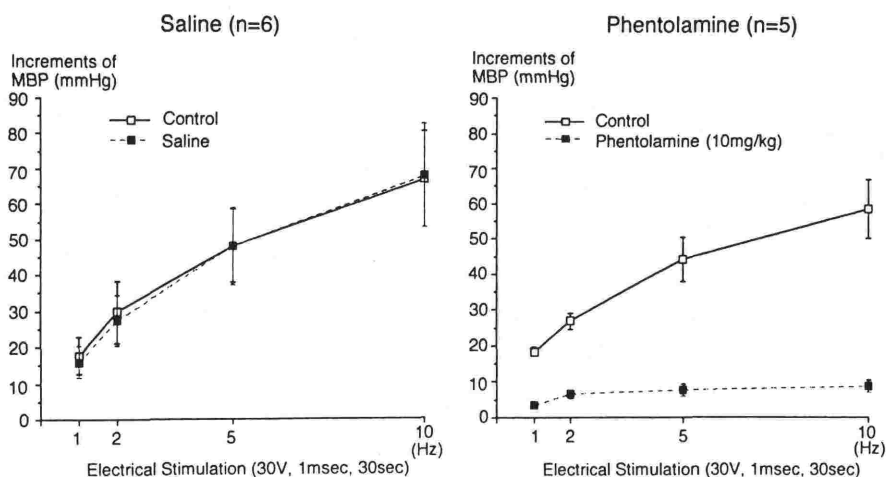 Saline (n=6)
Increments of
MBP (mmHg)
90
80
70
60
50
40
30
20
10
0
Control
Saline
1
2
5
10
(Hz)
Electrical Stimulation (30V, 1msec, 30sec)
Phentolamine (n=5)
Increments of
MBP (mmHg)
90
80
70
60
50
40
30
20
10
0
Control
Phentolamine (10mg/kg)
1
2
5
10
(Hz)
Electrical Stimulation (30V, 1msec, 30sec)